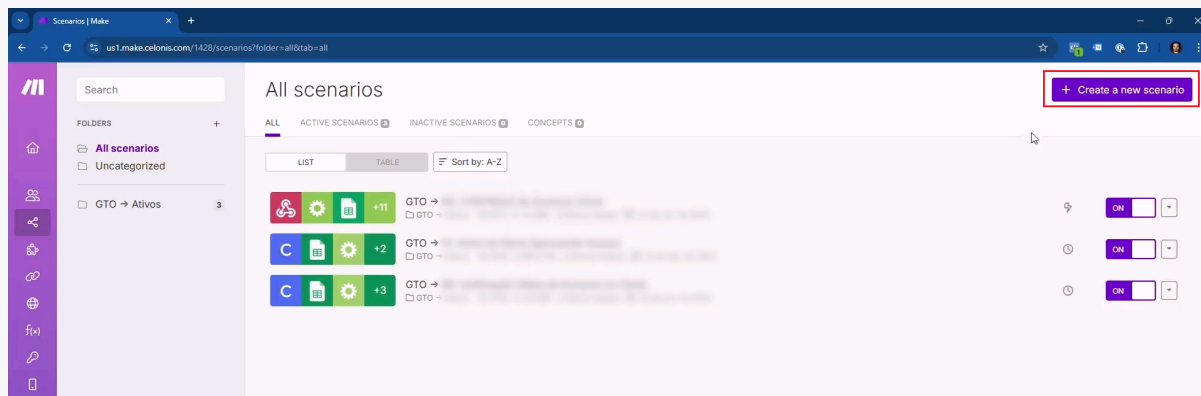 Scenarios | Make
us1.make.celonis.com/1428/scenarios?folder=all&tab=all
Search
FOLDERS +
All scenarios
Uncategorized
GTO → Ativos 3
All scenarios
+ Create a new scenario
ALL ACTIVE SCENARIOS 3 INACTIVE SCENARIOS 0 CONCEPTS 0
LIST TABLE Sort by: A-Z
+11 GTO → ON
GTO
C +2 GTO → ON
GTO
C +3 GTO → ON
GTO
f(x)